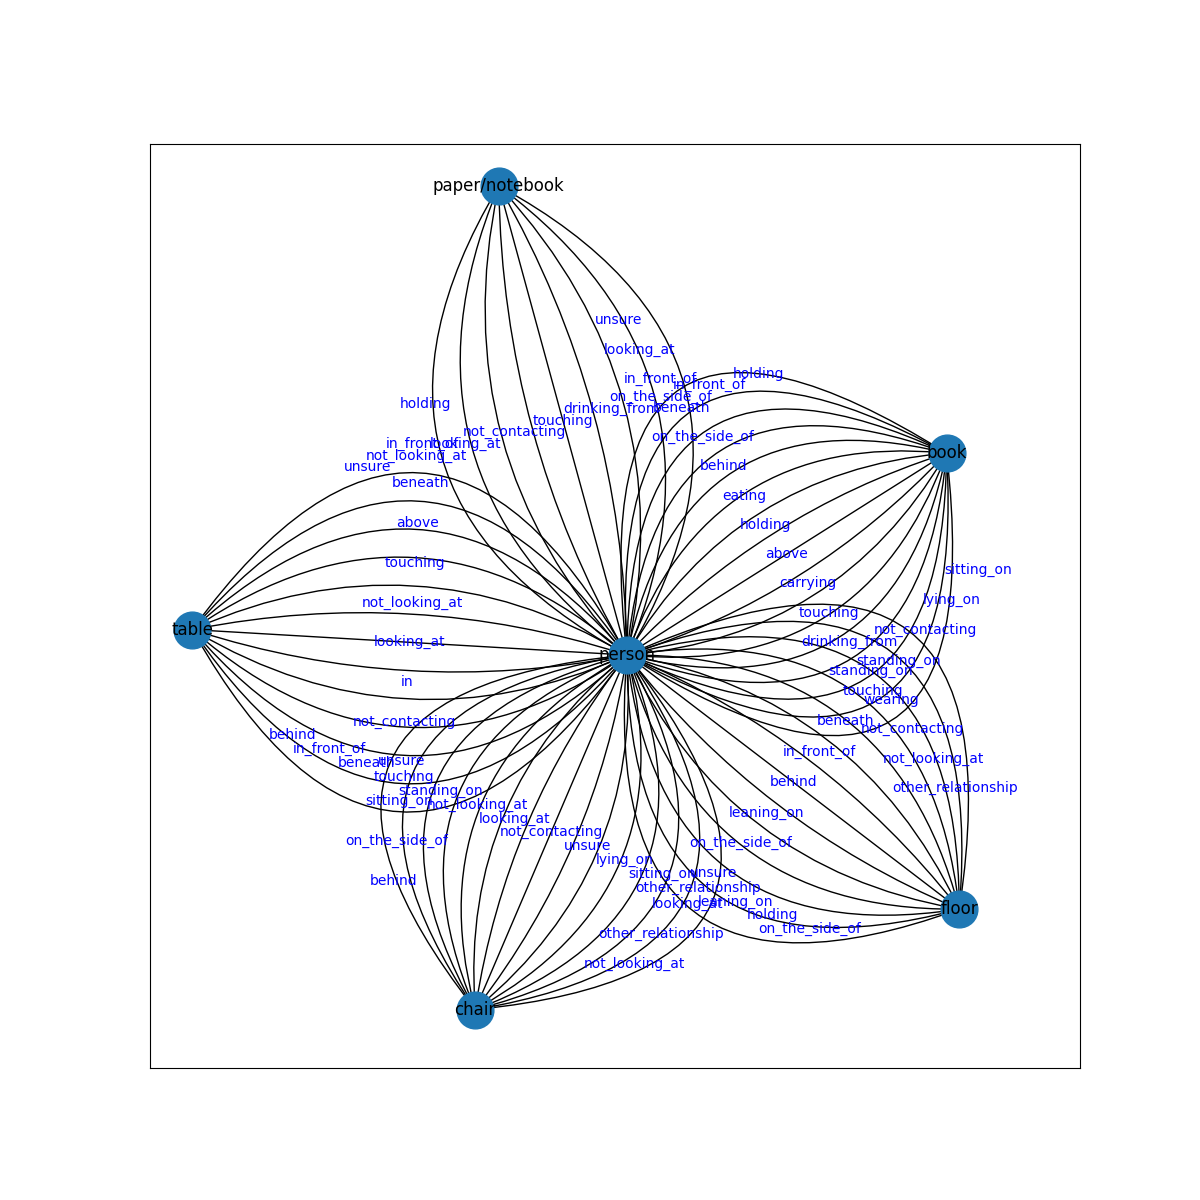 paper/notebook
unsure
looking_at
holding
in_front_of
in_front_of
on_the_side_of
holding
drinking_from
beneath
touching
not_contacting
on_the_side_of
in_front_of
looking_at
book
not_looking_at
unsure
behind
beneath
eating
above
holding
above
touching
sitting_on
carrying
not_looking_at
lying_on
touching
table
not_contacting
looking_at
drinking_from
person
standing_on
standing_on
in
touching
wearing
not_contacting
beneath
not_contacting
behind
in_front_of
in_front_of
not_looking_at
beneath
unsure
touching
behind
other_relationship
standing_on
sitting_on
not_looking_at
leaning_on
looking_at
not_contacting
on_the_side_of
unsure
on_the_side_of
lying_on
sitting_on
unsure
behind
other_relationship
looking_at
leaning_on
floor
holding
on_the_side_of
other_relationship
not_looking_at
chair